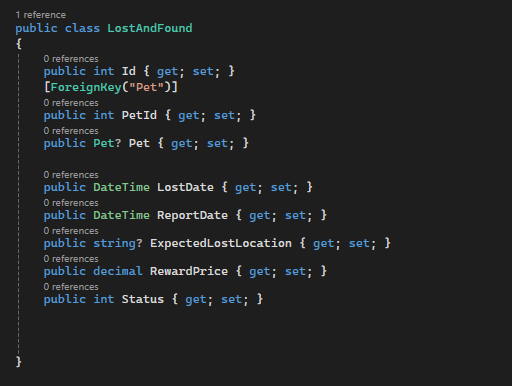 1 reference
public class LostAndFound
{
0 references
public int Id { get; set; }
[ForeignKey("Pet")]
0 references
public int PetId { get; set; }
0 references
public Pet? Pet { get; set; }
0 references
public DateTime LostDate { get; set; }
0 references
public DateTime ReportDate { get; set; }
0 references
public string? ExpectedLostLocation { get; set; }
0 references
public decimal RewardPrice { get; set; }
0 references
public int Status { get; set; }
}